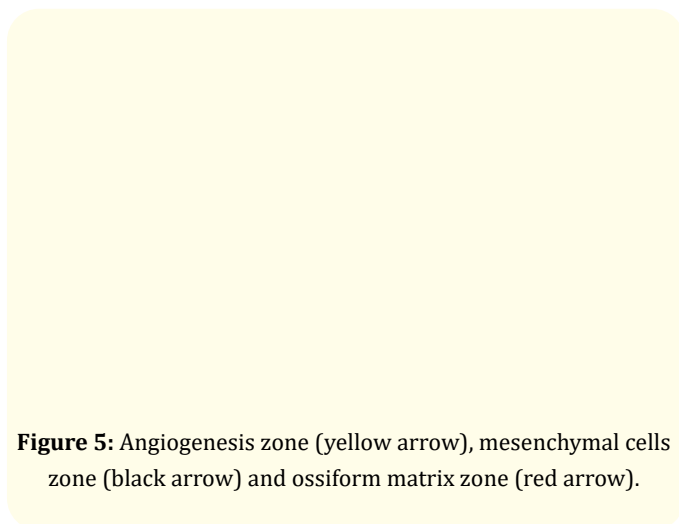 Figure 5: Angiogenesis zone (yellow arrow), mesenchymal cells
zone (black arrow) and ossiform matrix zone (red arrow).